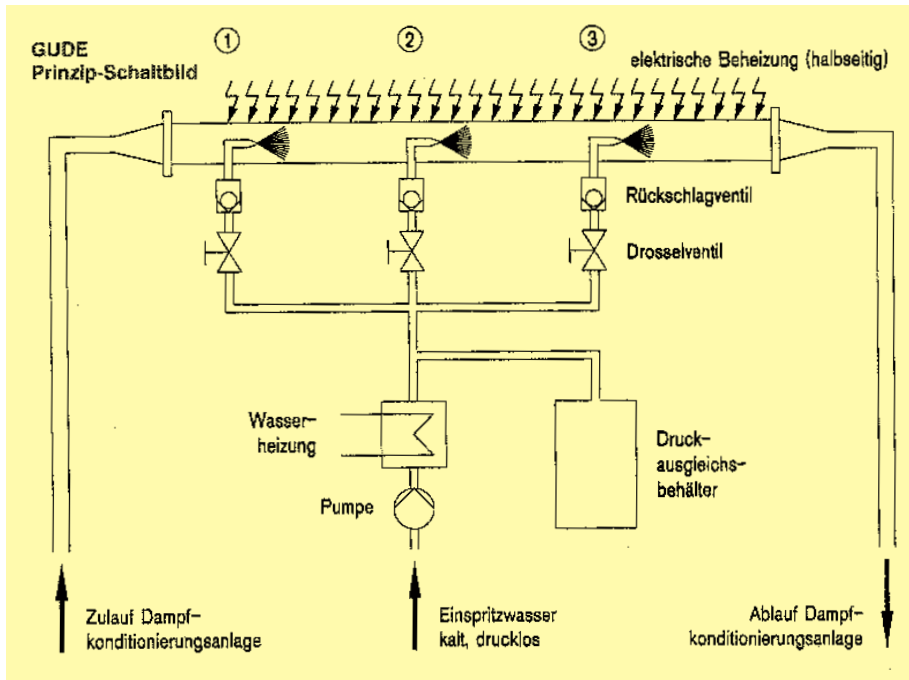 GUDE
Prinzip-Schaltbild
1
2
3
elektrische Beheizung (halbseitig)
Rückschlagventil
Drosselventil
Wasser-
heizung
Druck-
ausgleichs-
behälter
Pumpe
Zulauf Dampf-
konditionierungsanlage
Einspritzwasser
kalt, drucklos
Ablauf Dampf-
konditionierungsanlage